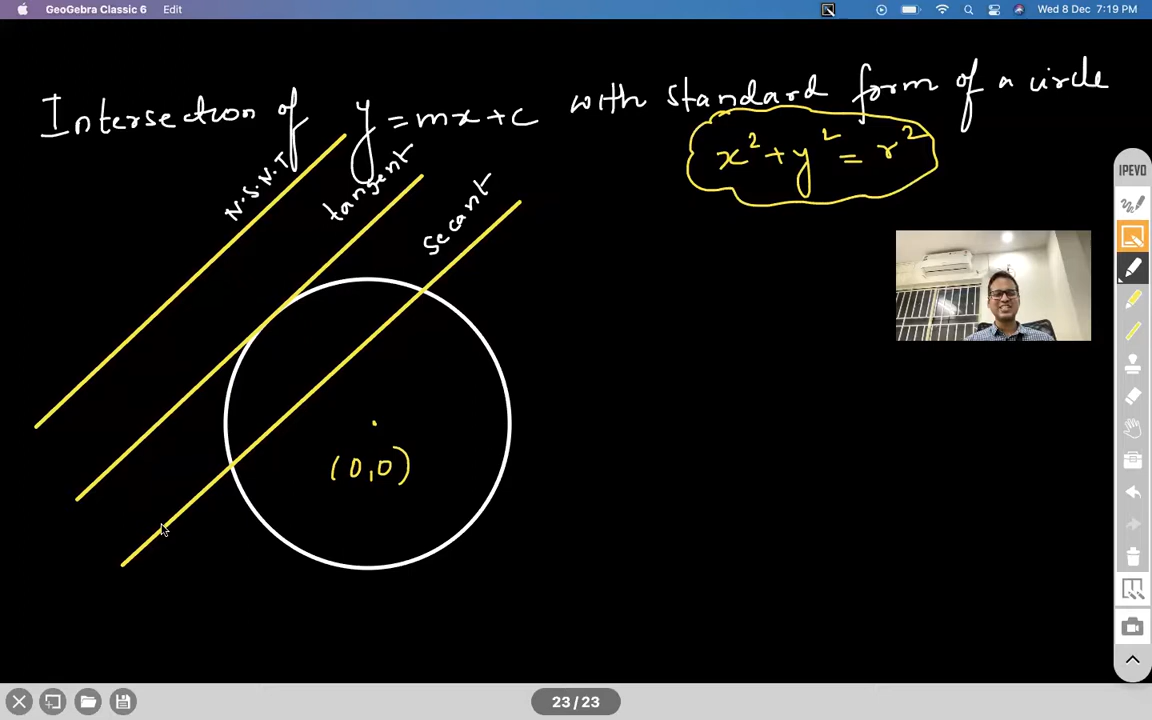 GeoGebra Classic 6 Edit Wed 8 Dec 7:19 PM
Intersection of y = mx + c with standard form of a circle
x² + y² = r²
N.S.N.T
tangent
secant
IPEVO
(0,0)
23/23